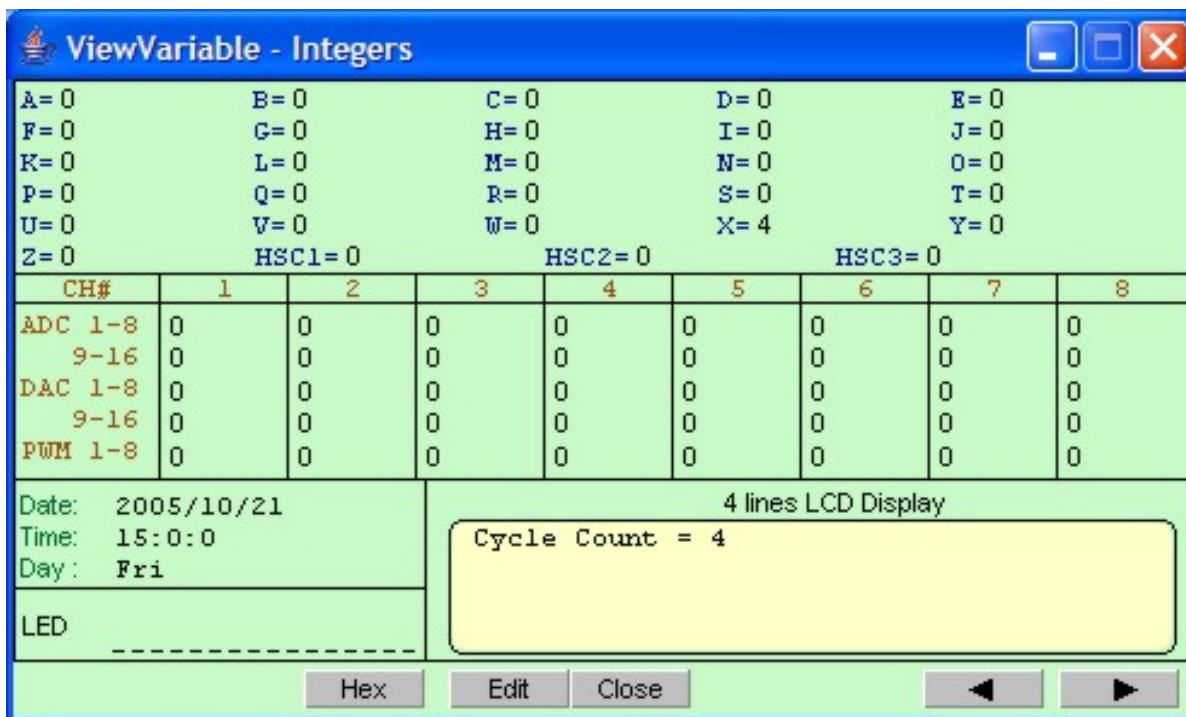 ViewVariable - Integers
A= 0 B= 0 C= 0 D= 0 E= 0
F= 0 G= 0 H= 0 I= 0 J= 0
K= 0 L= 0 M= 0 N= 0 O= 0
P= 0 Q= 0 R= 0 S= 0 T= 0
U= 0 V= 0 W= 0 X= 4 Y= 0
Z= 0 HSC1= 0 HSC2= 0 HSC3= 0
CH# 1 2 3 4 5 6 7 8
ADC 1-8 0 0 0 0 0 0 0 0
9-16 0 0 0 0 0 0 0 0
DAC 1-8 0 0 0 0 0 0 0 0
9-16 0 0 0 0 0 0 0 0
PWM 1-8 0 0 0 0 0 0 0 0
Date: 2005/10/21
Time: 15:0:0
Day : Fri
LED _ _ _ _ _ _ _ _ _ _ _ _ _ _ _ _
4 lines LCD Display
Cycle Count = 4
Hex Edit Close